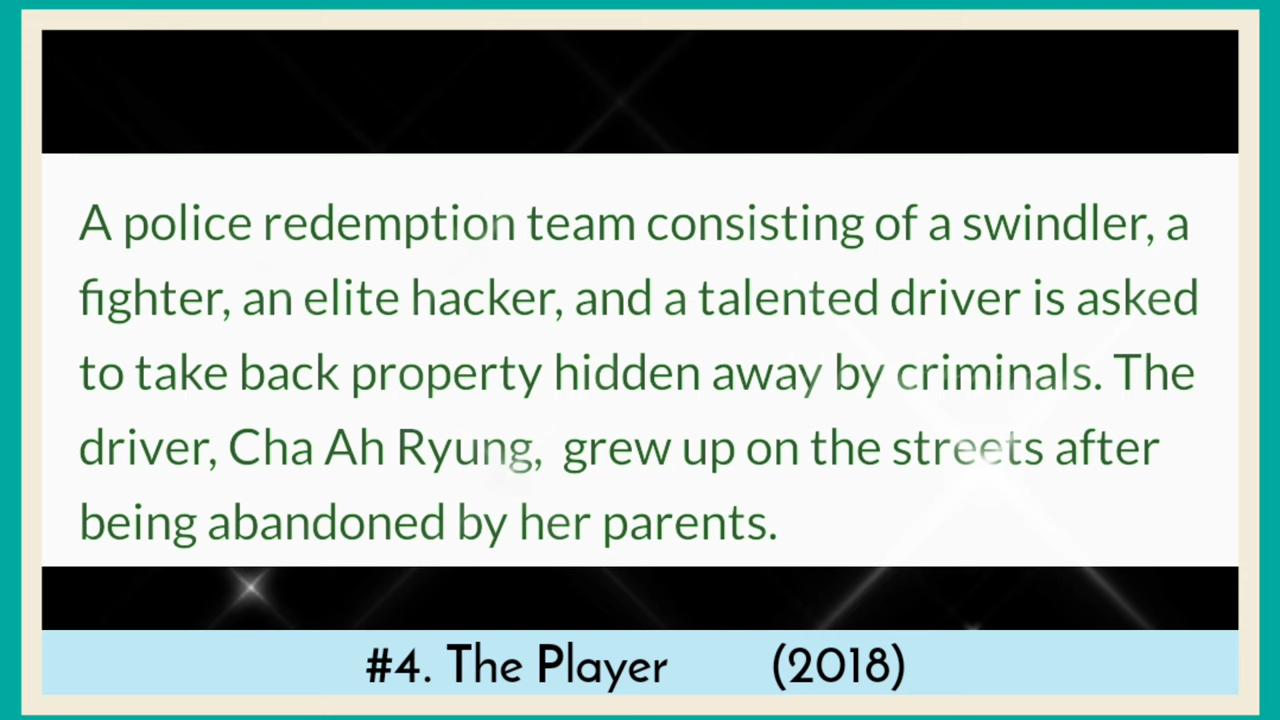 A police redemption team consisting of a swindler, a
fighter, an elite hacker, and a talented driver is asked
to take back property hidden away by criminals. The
driver, Cha Ah Ryung,  grew up on the streets after
being abandoned by her parents.
#4. The Player (2018)